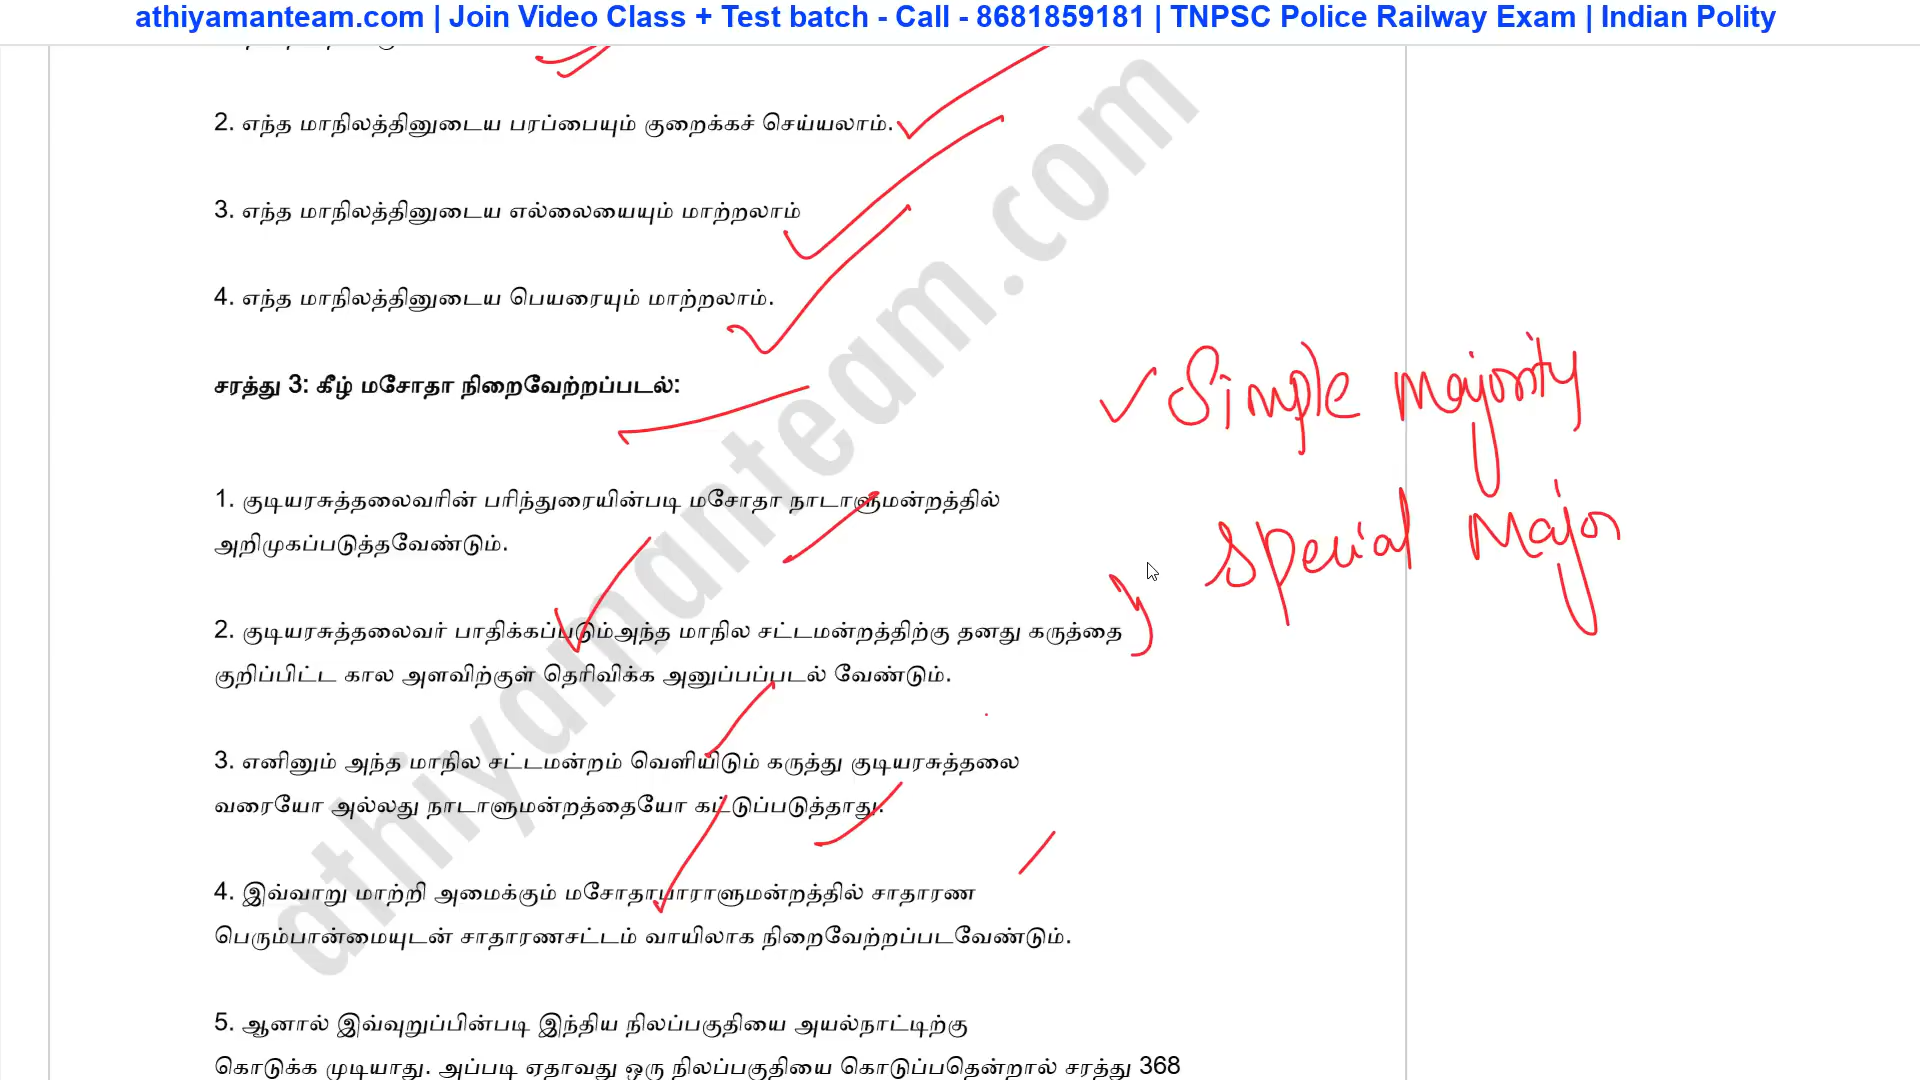 athiyamanteam.com | Join Video Class + Test batch - Call - 8681859181 | TNPSC Police Railway Exam | Indian Polity
2. எந்த மாநிலத்தினுடைய பரப்பையும் குறைக்கச் செய்யலாம்.
3. எந்த மாநிலத்தினுடைய எல்லையையும் மாற்றலாம்
4. எந்த மாநிலத்தினுடைய பெயரையும் மாற்றலாம்.
சரத்து 3: கீழ் மசோதா நிறைவேற்றப்படல்:
Simple majority
1. குடியரசுத்தலைவரின் பரிந்துரையின்படி மசோதா நாடாளுமன்றத்தில்
அறிமுகப்படுத்தவேண்டும்.
Special Major
2. குடியரசுத்தலைவர் பாதிக்கப்படும்அந்த மாநில சட்டமன்றத்திற்கு தனது கருத்தை
குறிப்பிட்ட கால அளவிற்குள் தெரிவிக்க அனுப்பப்படல் வேண்டும்.
3. எனினும் அந்த மாநில சட்டமன்றம் வெளியிடும் கருத்து குடியரசுத்தலை
வரையோ அல்லது நாடாளுமன்றத்தையோ கட்டுப்படுத்தாது.
4. இவ்வாறு மாற்றி அமைக்கும் மசோதாபாராளுமன்றத்தில் சாதாரண
பெரும்பான்மையுடன் சாதாரணசட்டம் வாயிலாக நிறைவேற்றப்படவேண்டும்.
5. ஆனால் இவ்வுறுப்பின்படி இந்திய நிலப்பகுதியை அயல்நாட்டிற்கு
கொடுக்க முடியாது. அப்படி ஏதாவது ஒரு நிலப்பகுதியை கொடுப்பதென்றால் சரத்து 368
athiyamanteam.com